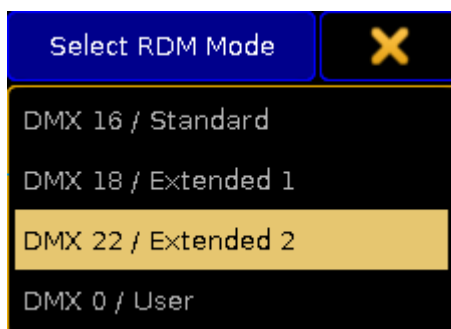 Select RDM Mode
DMX 16 / Standard
DMX 18 / Extended 1
DMX 22 / Extended 2
DMX 0 / User